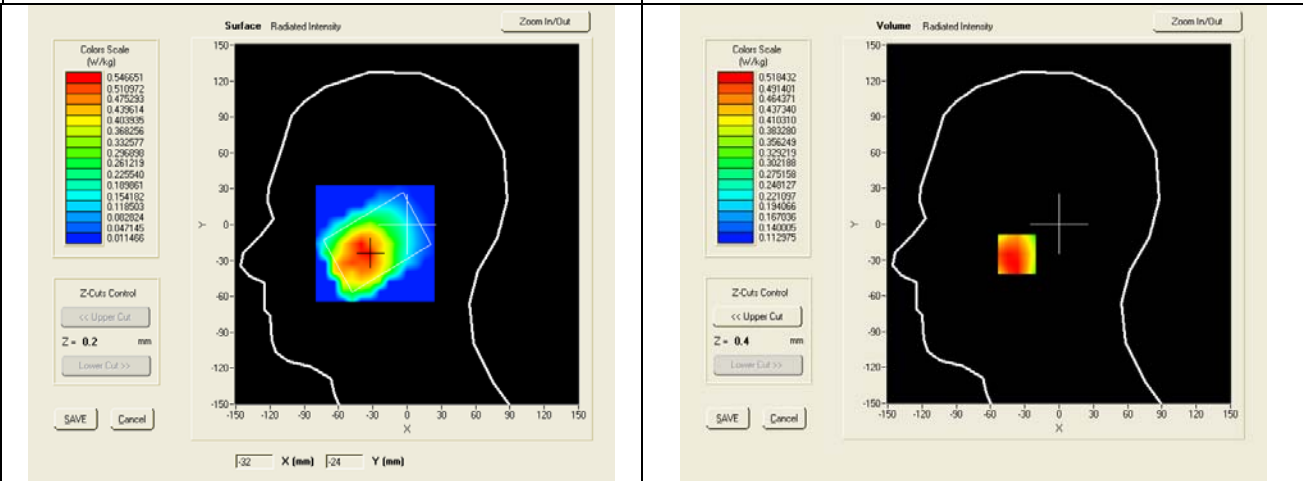 Surface Radiated Intensity
Zoom In/Out
Colors Scale
(W/kg)
0.546651
0.510972
0.475293
0.439614
0.403935
0.368256
0.332577
0.296898
0.261219
0.225540
0.189861
0.154182
0.118503
0.082824
0.047145
0.011466
Z-Cuts Control
<< Upper Cut
Z = 0.2 mm
Lower Cut >>
SAVE Cancel
150
120
90
60
30
0
-30
-60
-90
-120
-150
Y
-150 -120 -90 -60 -30 0 30 60 90 120 150
X
-32 X (mm) -24 Y (mm)
Volume Radiated Intensity
Zoom In/Out
Colors Scale
(W/kg)
0.518432
0.491401
0.464371
0.437340
0.410310
0.383280
0.356249
0.329219
0.302188
0.275158
0.248127
0.221097
0.194066
0.167036
0.140005
0.112975
Z-Cuts Control
<< Upper Cut
Z = 0.4 mm
Lower Cut >>
SAVE Cancel
150
120
90
60
30
0
-30
-60
-90
-120
-150
Y
-150 -120 -90 -60 -30 0 30 60 90 120 150
X